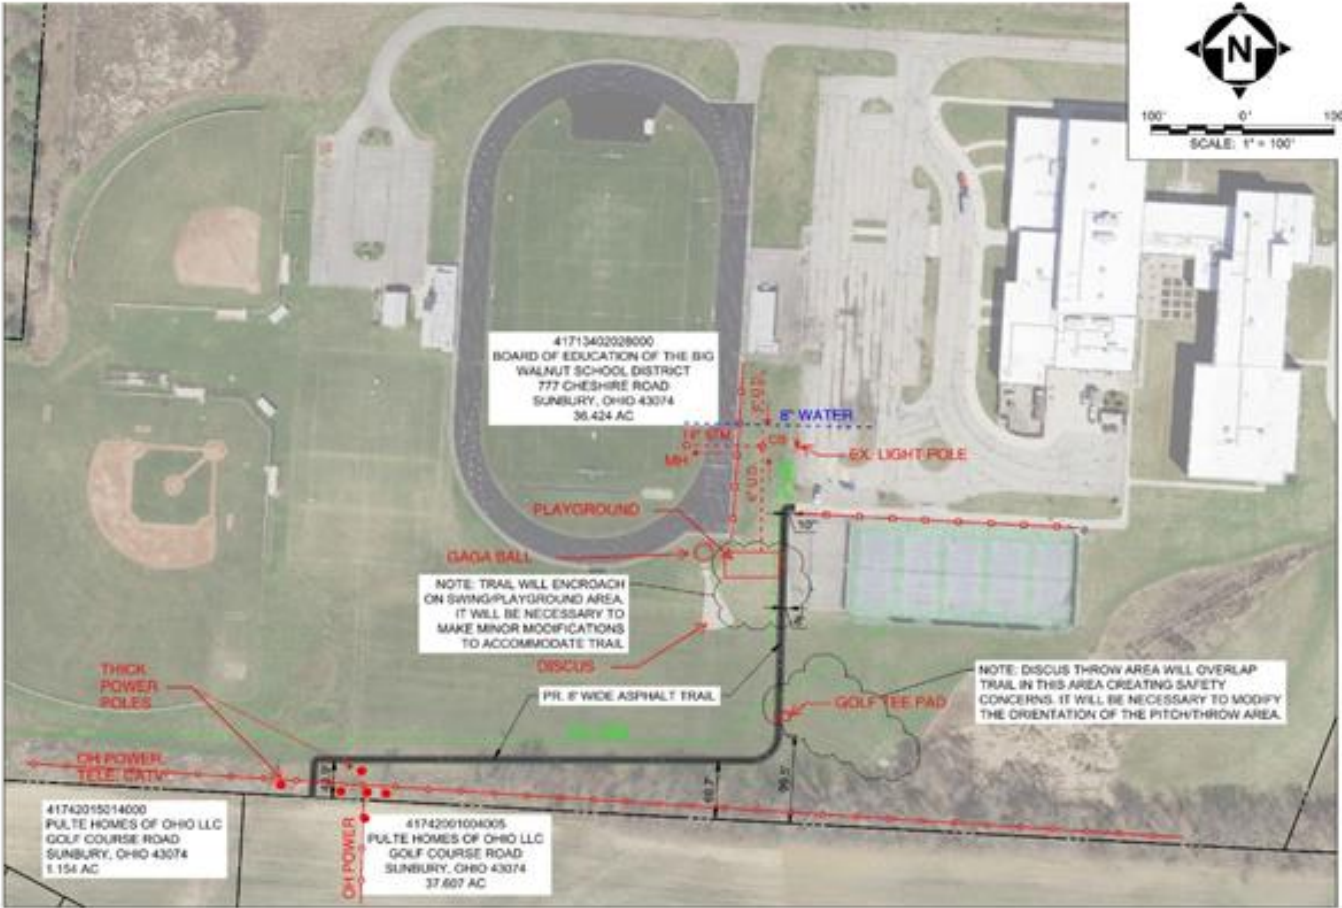 N
100'
0'
100'
SCALE: 1" = 100'
41713402028000
BOARD OF EDUCATION OF THE BIG
WALNUT SCHOOL DISTRICT
777 CHESHIRE ROAD
SUNBURY, OHIO 43074
36.424 AC
8" WATER
MH
CB
EX. LIGHT POLE
PLAYGROUND
10'
GAGA BALL
NOTE: TRAIL WILL ENCROACH
ON SWING/PLAYGROUND AREA.
IT WILL BE NECESSARY TO
MAKE MINOR MODIFICATIONS
TO ACCOMMODATE TRAIL
DISCUS
THICK
POWER
POLES
PR. 8' WIDE ASPHALT TRAIL
NOTE: DISCUS THROW AREA WILL OVERLAP
TRAIL IN THIS AREA CREATING SAFETY
CONCERNS. IT WILL BE NECESSARY TO MODIFY
THE ORIENTATION OF THE PITCH/THROW AREA.
GOLF TEE PAD
OH POWER,
TELE, CATV
41742015014000
PULTE HOMES OF OHIO LLC
GOLF COURSE ROAD
SUNBURY, OHIO 43074
1.154 AC
OH POWER
41742001004005
PULTE HOMES OF OHIO LLC
GOLF COURSE ROAD
SUNBURY, OHIO 43074
37.607 AC